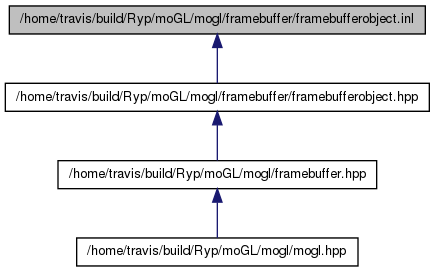 /home/travis/build/Ryp/moGL/mogl/framebuffer/framebufferobject.inl
/home/travis/build/Ryp/moGL/mogl/framebuffer/framebufferobject.hpp
/home/travis/build/Ryp/moGL/mogl/framebuffer.hpp
/home/travis/build/Ryp/moGL/mogl/mogl.hpp